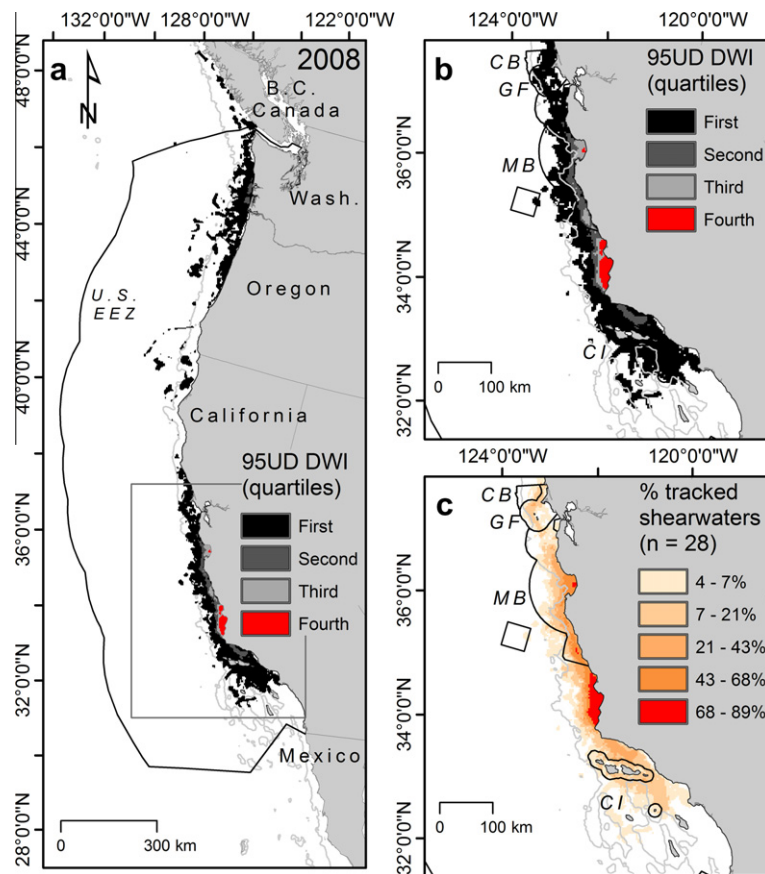 132°0'0"W 128°0'0"W 122°0'0"W
48°0'0"N
44°0'0"N
40°0'0"N
36°0'0"N
32°0'0"N
28°0'0"N
a
2008
N
B.C.
Canada
Wash.
Oregon
U.S.
EEZ
California
95UD DWI
(quartiles)
First
Second
Third
Fourth
Mexico
0 300 km
124°0'0"W 120°0'0"W
36°0'0"N
34°0'0"N
32°0'0"N
b
CB
GF
MB
CI
95UD DWI
(quartiles)
First
Second
Third
Fourth
0 100 km
124°0'0"W 120°0'0"W
36°0'0"N
34°0'0"N
32°0'0"N
c
CB
GF
MB
CI
% tracked
shearwaters
(n = 28)
4 - 7%
7 - 21%
21 - 43%
43 - 68%
68 - 89%
0 100 km